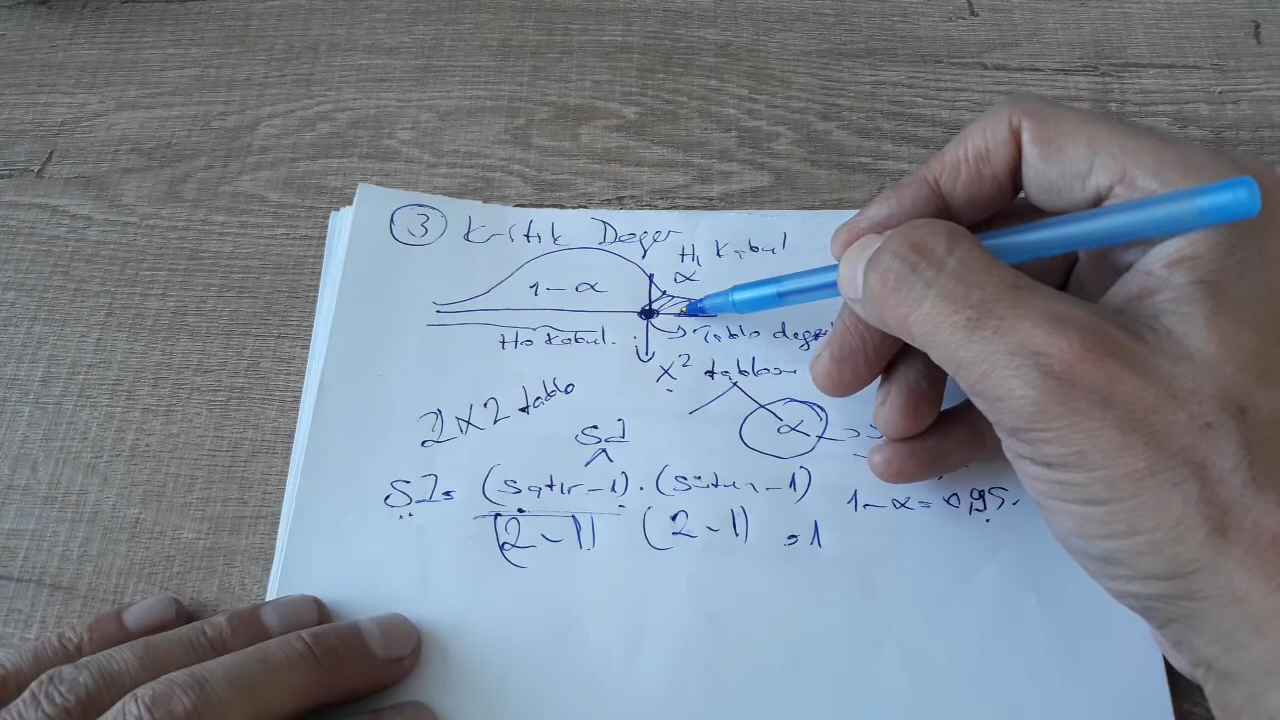 ③ Kritik Değer
H₁ Kabul
1-α α
H₀ Kabul. Tablo değeri
X² tablosu
2x2 tablo
sd α
sd = (satır-1).(sütun-1)
1-α = 0,95.
(2-1) (2-1) = 1